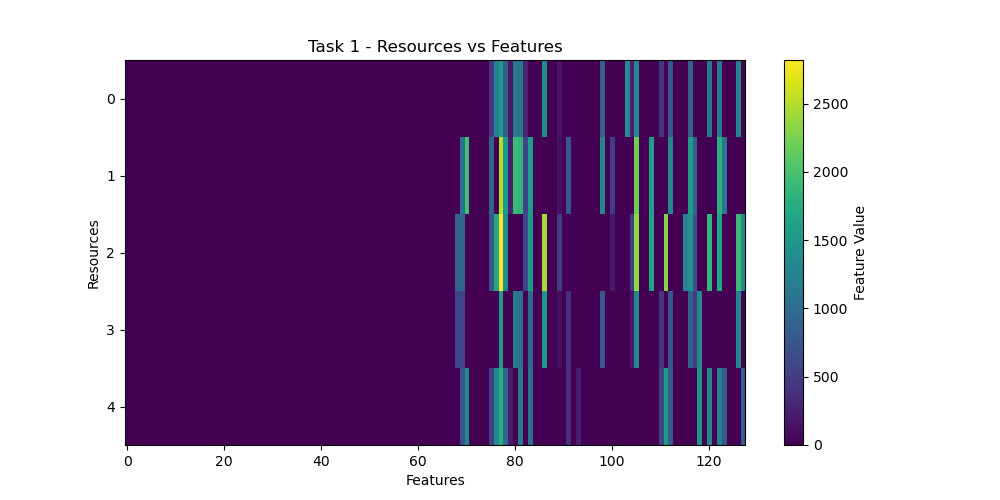 Task 1 - Resources vs Features
Resources
0
1
2
3
4
0 20 40 60 80 100 120
Features
2500
2000
1500
1000
500
0
Feature Value